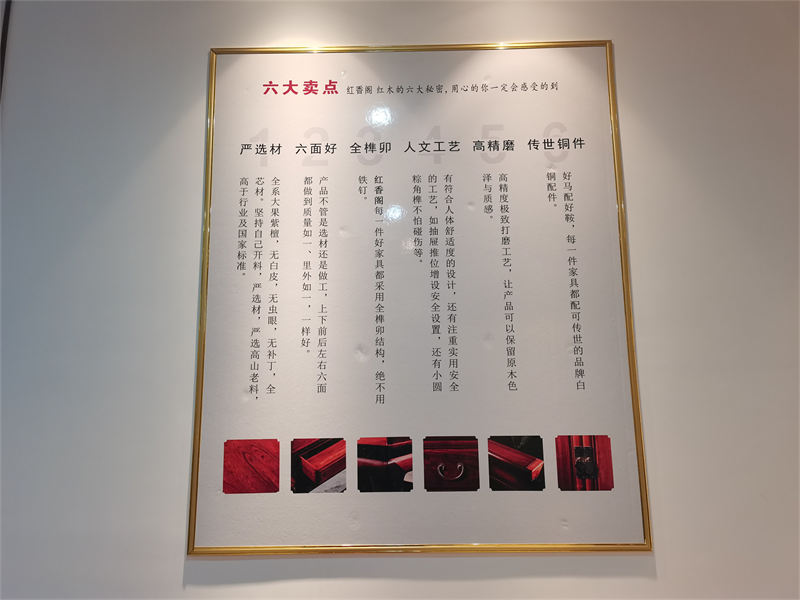 六大卖点 红香阁 红木的六大秘密,用心的你一定会感受的到
1 2 3 4 5 6
严选材 六面好 全榫卯 人文工艺 高精磨 传世铜件
全系大果紫檀，无白皮，无虫眼，无补丁，全
芯材。坚持自己开料，严选材，严选高山老料，
高于行业及国家标准。
产品不管是选材还是做工，上下前后左右六面
都做到质量如一、里外如一，一样好。
红香阁每一件好家具都采用全榫卯结构，绝不用
铁钉。
有符合人体舒适度的设计，还有注重实用安全
的工艺，如抽屉推位增设安全设置，还有小圆
粽角榫不怕碰伤等。
高精度极致打磨工艺，让产品可以保留原木色
泽与质感。
好马配好鞍，每一件家具都配可传世的品牌白
铜配件。